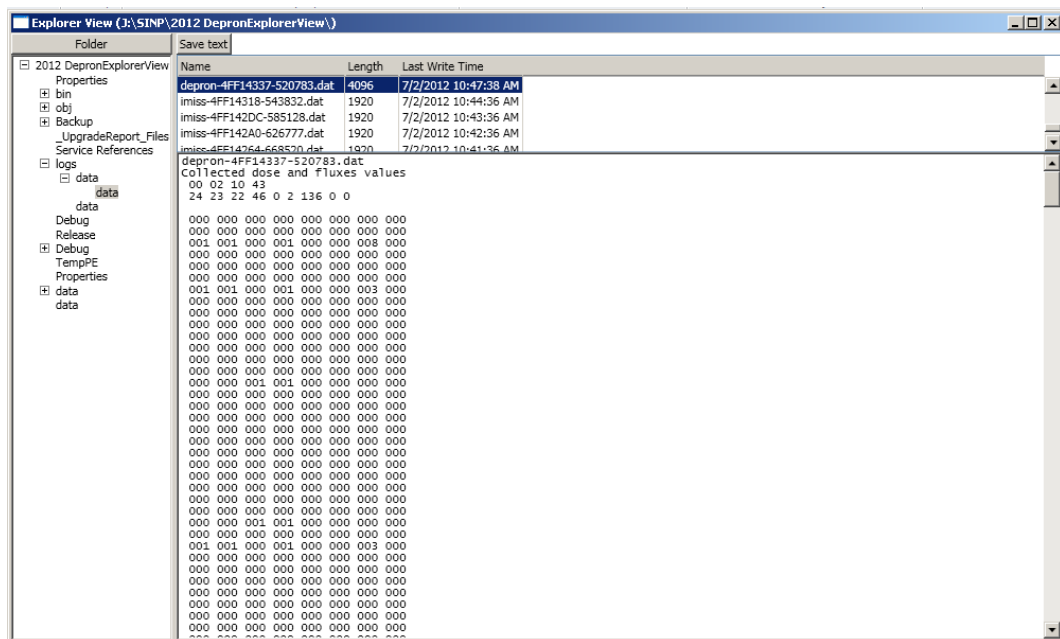 Explorer View (J:\SINP\2012 DepronExplorerView\)
Folder
Save text
2012 DepronExplorerView
Properties
bin
obj
Backup
_UpgradeReport_Files
Service References
logs
data
data
data
Debug
Release
Debug
TempPE
Properties
data
data
Name Length Last Write Time
depron-4FF14337-520783.dat 4096 7/2/2012 10:47:38 AM
imiss-4FF14318-543832.dat 1920 7/2/2012 10:44:36 AM
imiss-4FF142DC-585128.dat 1920 7/2/2012 10:43:36 AM
imiss-4FF142A0-626777.dat 1920 7/2/2012 10:42:36 AM
imiss-4FF14264-668520.dat 1920 7/2/2012 10:41:36 AM
depron-4FF14337-520783.dat
Collected dose and fluxes values
00 02 10 43
24 23 22 46 0 2 136 0 0
000 000 000 000 000 000 000 000
000 000 000 000 000 000 000 000
001 001 000 001 000 000 008 000
000 000 000 000 000 000 000 000
000 000 000 000 000 000 000 000
000 000 000 000 000 000 000 000
001 001 000 001 000 000 003 000
000 000 000 000 000 000 000 000
000 000 000 000 000 000 000 000
000 000 000 000 000 000 000 000
000 000 000 000 000 000 000 000
000 000 000 000 000 000 000 000
000 000 000 000 000 000 000 000
000 000 000 000 000 000 000 000
000 000 001 001 000 000 000 000
000 000 000 000 000 000 000 000
000 000 000 000 000 000 000 000
000 000 000 000 000 000 000 000
000 000 000 000 000 000 000 000
000 000 000 000 000 000 000 000
000 000 000 000 000 000 000 000
000 000 000 000 000 000 000 000
000 000 000 000 000 000 000 000
000 000 000 000 000 000 000 000
000 000 000 000 000 000 000 000
000 000 000 000 000 000 000 000
000 000 001 001 000 000 000 000
000 000 000 000 000 000 000 000
001 001 000 001 000 000 003 000
000 000 000 000 000 000 000 000
000 000 000 000 000 000 000 000
000 000 000 000 000 000 000 000
000 000 000 000 000 000 000 000
000 000 000 000 000 000 000 000
000 000 000 000 000 000 000 000
000 000 000 000 000 000 000 000